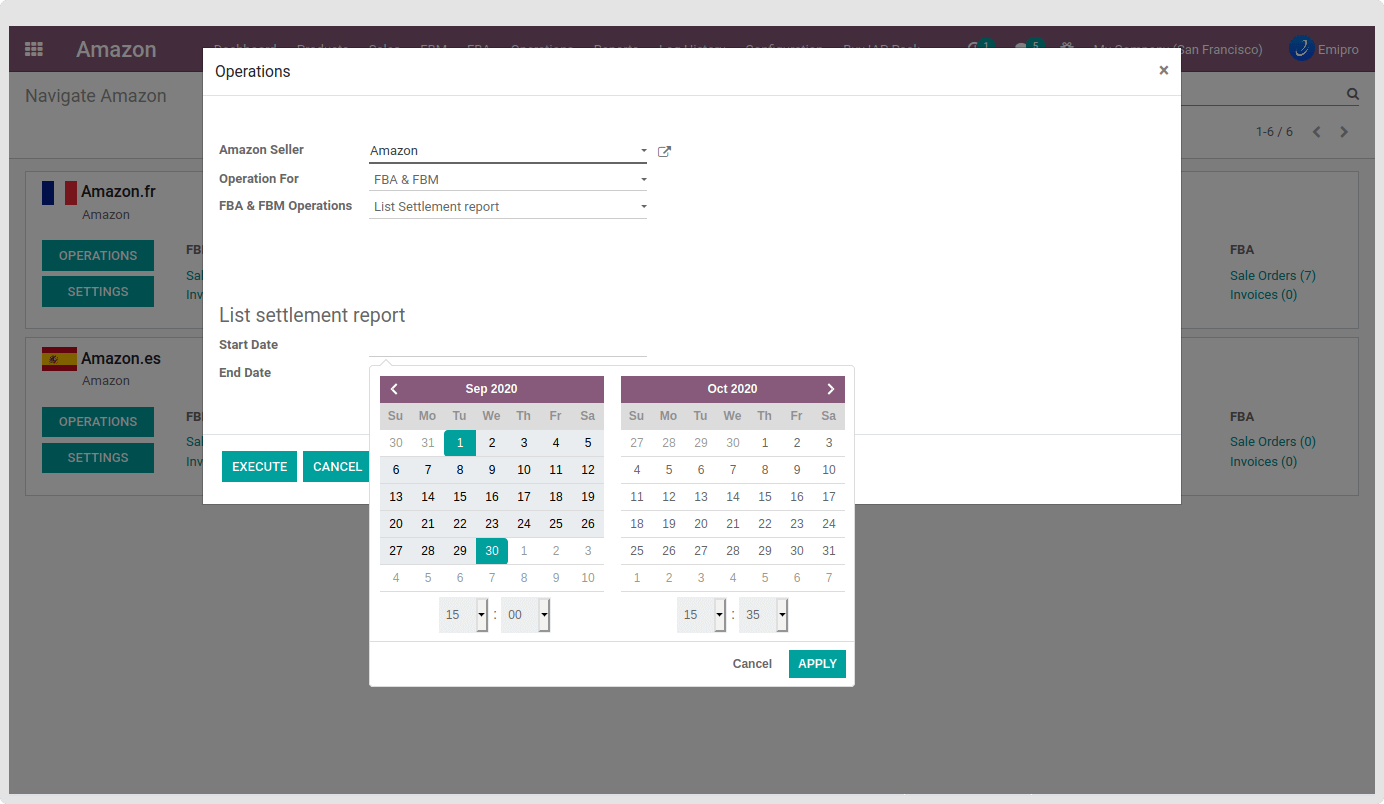 Amazon Dashboard Products Sales FBM FBA Operations Reports Log History Configuration Buy IAP Pack 1 5 My Company (San Francisco) Emipro
Operations ×
Navigate Amazon
1-6 / 6
Amazon Seller Amazon
Operation For FBA & FBM
FBA & FBM Operations List Settlement report
Amazon.fr
Amazon
OPERATIONS
SETTINGS
FB
Sal
Inv
FBA
Sale Orders (7)
Invoices (0)
Amazon.es
Amazon
OPERATIONS
SETTINGS
FB
Sal
Inv
FBA
Sale Orders (0)
Invoices (0)
List settlement report
Start Date
End Date
EXECUTE CANCEL
Sep 2020
Su Mo Tu We Th Fr Sa
30 31 1 2 3 4 5
6 7 8 9 10 11 12
13 14 15 16 17 18 19
20 21 22 23 24 25 26
27 28 29 30 1 2 3
4 5 6 7 8 9 10
15 : 00
Oct 2020
Su Mo Tu We Th Fr Sa
27 28 29 30 1 2 3
4 5 6 7 8 9 10
11 12 13 14 15 16 17
18 19 20 21 22 23 24
25 26 27 28 29 30 31
1 2 3 4 5 6 7
15 : 35
Cancel APPLY